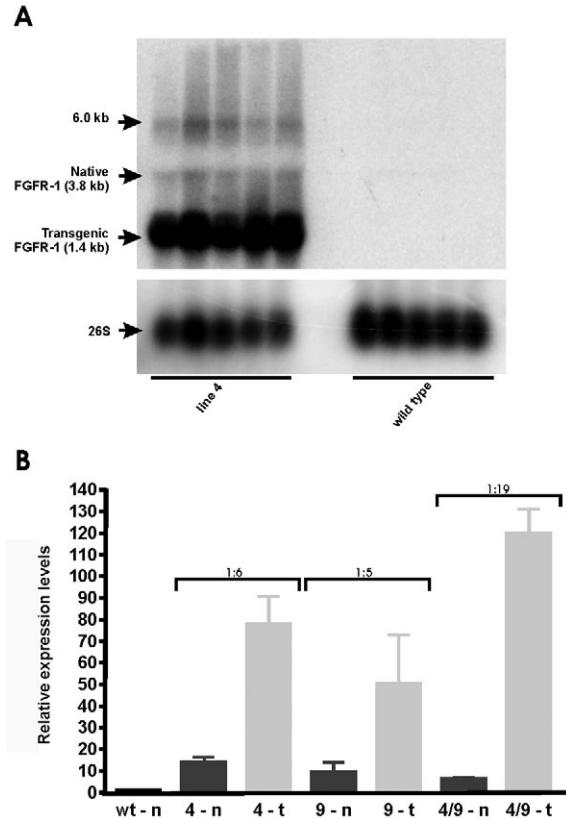 A
6.0 kb
Native
FGFR-1 (3.8 kb)
Transgenic
FGFR-1 (1.4 kb)
26S
line 4
wild type
B
Relative expression levels
140
130
120
110
100
90
80
70
60
50
40
30
20
10
0
1:6
1:5
1:19
wt - n
4 - n
4 - t
9 - n
9 - t
4/9 - n
4/9 - t